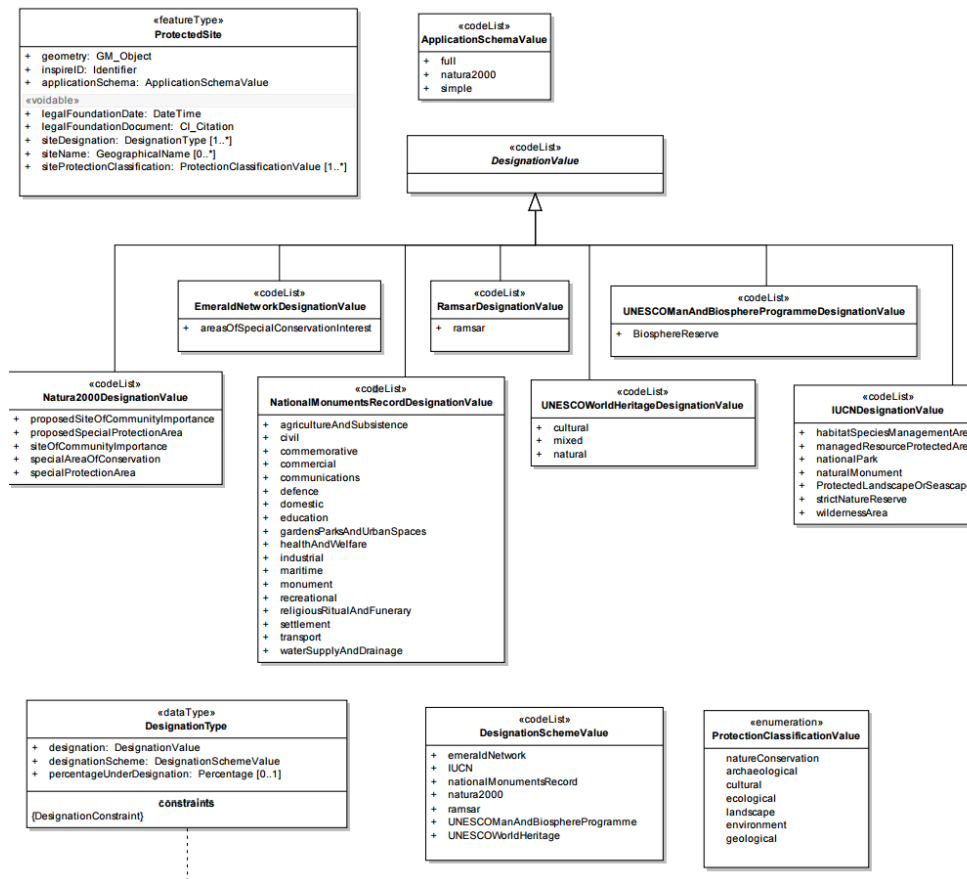 «featureType»
ProtectedSite
+ geometry: GM_Object
+ inspireID: Identifier
+ applicationSchema: ApplicationSchemaValue
«voidable»
+ legalFoundationDate: DateTime
+ legalFoundationDocument: CI_Citation
+ siteDesignation: DesignationType [1..*]
+ siteName: GeographicalName [0..*]
+ siteProtectionClassification: ProtectionClassificationValue [1..*]
«codeList»
ApplicationSchemaValue
+ full
+ natura2000
+ simple
«codeList»
DesignationValue
«codeList»
EmeraldNetworkDesignationValue
+ areasOfSpecialConservationInterest
«codeList»
RamsarDesignationValue
+ ramsar
«codeList»
UNESCOManAndBiosphereProgrammeDesignationValue
+ BiosphereReserve
«codeList»
Natura2000DesignationValue
+ proposedSiteOfCommunityImportance
+ proposedSpecialProtectionArea
+ siteOfCommunityImportance
+ specialAreaOfConservation
+ specialProtectionArea
«codeList»
NationalMonumentsRecordDesignationValue
+ agricultureAndSubsistence
+ civil
+ commemorative
+ commercial
+ communications
+ defence
+ domestic
+ education
+ gardensParksAndUrbanSpaces
+ healthAndWelfare
+ industrial
+ maritime
+ monument
+ recreational
+ religiousRitualAndFunerary
+ settlement
+ transport
+ waterSupplyAndDrainage
«codeList»
UNESCOWorldHeritageDesignationValue
+ cultural
+ mixed
+ natural
«codeList»
IUCNDesignationValue
+ habitatSpeciesManagementAre
+ managedResourceProtectedAre
+ nationalPark
+ naturalMonument
+ ProtectedLandscapeOrSeascape
+ strictNatureReserve
+ wildernessArea
«dataType»
DesignationType
+ designation: DesignationValue
+ designationScheme: DesignationSchemeValue
+ percentageUnderDesignation: Percentage [0..1]
constraints
{DesignationConstraint}
«codeList»
DesignationSchemeValue
+ emeraldNetwork
+ IUCN
+ nationalMonumentsRecord
+ natura2000
+ ramsar
+ UNESCOManAndBiosphereProgramme
+ UNESCOWorldHeritage
«enumeration»
ProtectionClassificationValue
natureConservation
archaeological
cultural
ecological
landscape
environment
geological